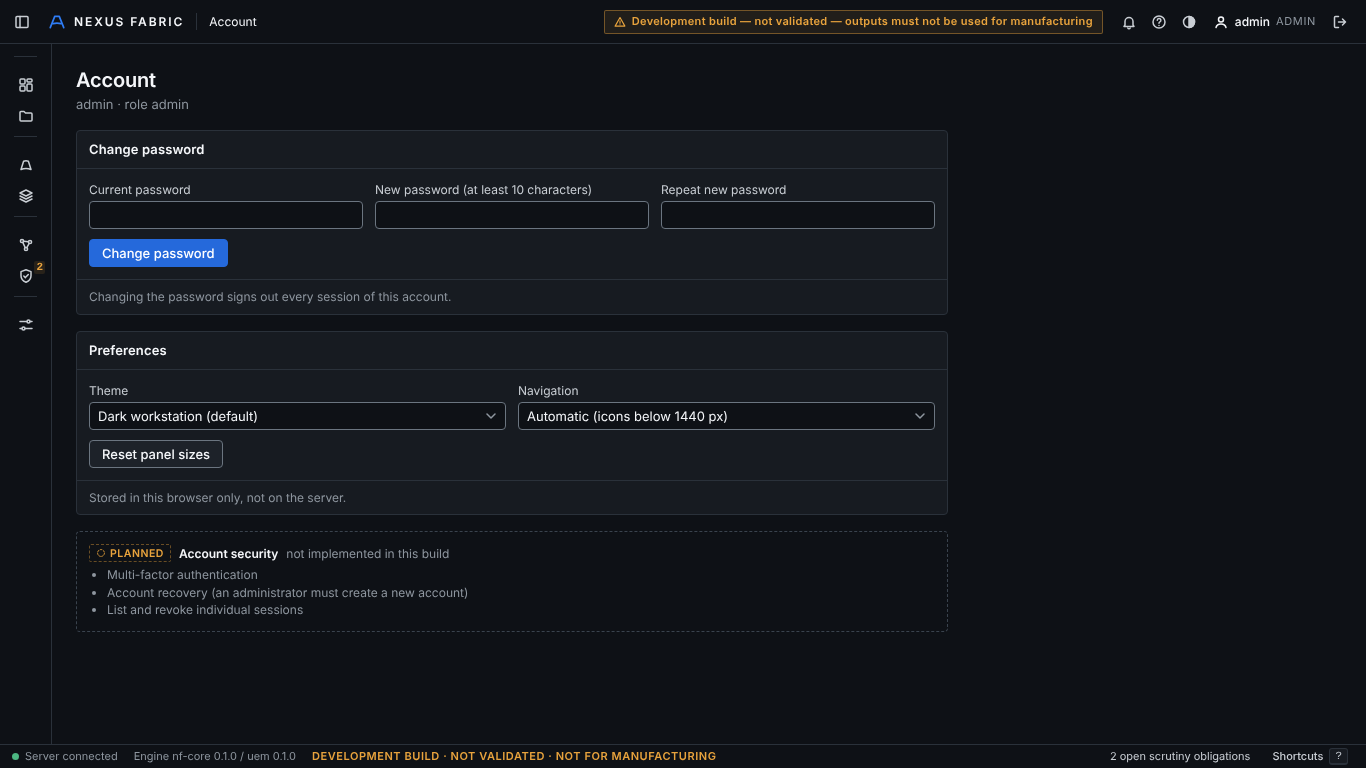 NEXUS FABRIC Account Development build — not validated — outputs must not be used for manufacturing admin ADMIN
Account
admin · role admin
Change password
Current password New password (at least 10 characters) Repeat new password
Change password
2
Changing the password signs out every session of this account.
Preferences
Theme Navigation
Dark workstation (default) Automatic (icons below 1440 px)
Reset panel sizes
Stored in this browser only, not on the server.
PLANNED Account security not implemented in this build
• Multi-factor authentication
• Account recovery (an administrator must create a new account)
• List and revoke individual sessions
Server connected Engine nf-core 0.1.0 / uem 0.1.0 DEVELOPMENT BUILD · NOT VALIDATED · NOT FOR MANUFACTURING 2 open scrutiny obligations Shortcuts ?